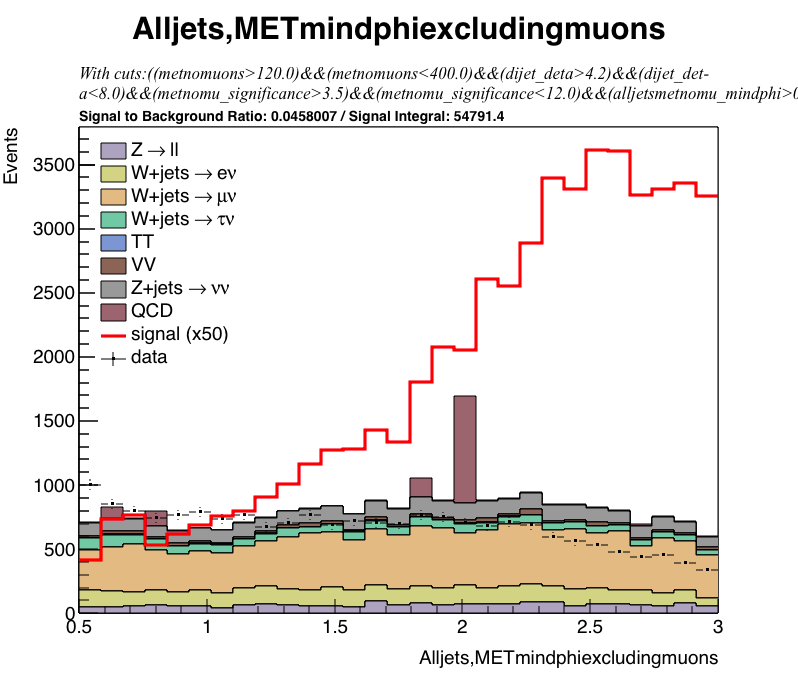 Alljets,METmindphiexcludingmuons
With cuts:((metnomuons>120.0)&&(metnomuons<400.0)&&(dijet_deta>4.2)&&(dijet_det-
a<8.0)&&(metnomu_significance>3.5)&&(metnomu_significance<12.0)&&(alljetsmetnomu_mindphi>0
Signal to Background Ratio: 0.0458007 / Signal Integral: 54791.4
Events
Z → ll
W+jets → eν
W+jets → μν
W+jets → τν
TT
VV
Z+jets → νν
QCD
signal (x50)
data
3500
3000
2500
2000
1500
1000
500
0
0.5 1 1.5 2 2.5 3
Alljets,METmindphiexcludingmuons